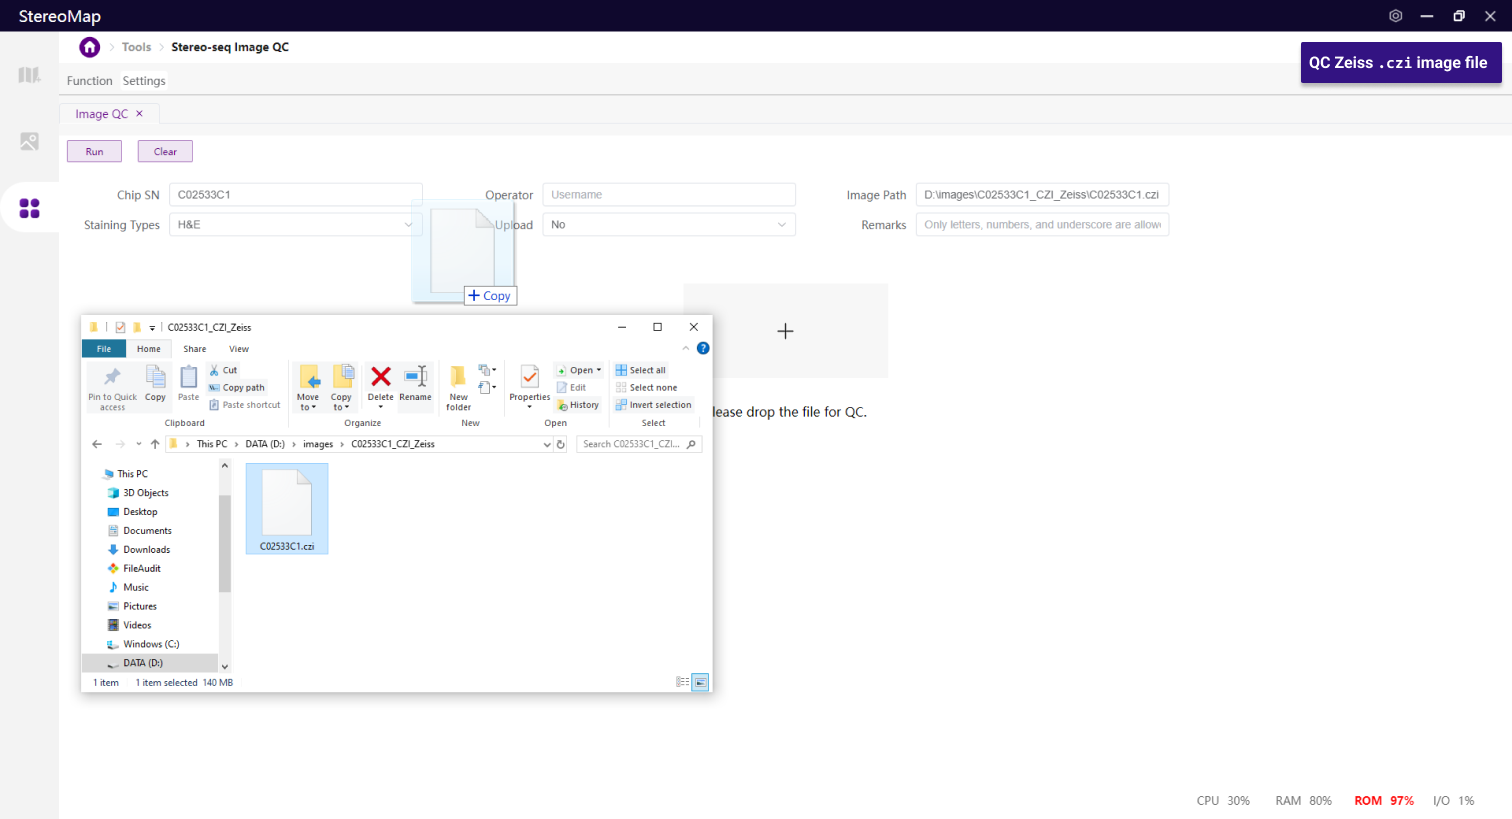 StereoMap
Tools
Stereo-seq Image QC
QC Zeiss .czi image file
Function
Settings
Image QC
Run
Clear
Chip SN
C02533C1
Operator
Username
Image Path
D:\images\C02533C1_CZI_Zeiss\C02533C1.czi
Staining Types
H&E
Upload
No
Remarks
Only letters, numbers, and underscore are allowe
Copy
C02533C1_CZI_Zeiss
File
Home
Share
View
Pin to Quick
access
Copy
Paste
Cut
Copy path
Paste shortcut
Clipboard
Move
to
Copy
to
Delete
Rename
Organize
New
folder
New
Properties
Open
Edit
History
Open
Select all
Select none
Invert selection
Select
This PC
DATA (D:)
images
C02533C1_CZI_Zeiss
Search C02533C1_CZI...
This PC
3D Objects
Desktop
Documents
Downloads
FileAudit
Music
Pictures
Videos
Windows (C:)
DATA (D:)
C02533C1.czi
1 item
1 item selected
140 MB
lease drop the file for QC.
CPU 30%
RAM 80%
ROM 97%
I/O 1%